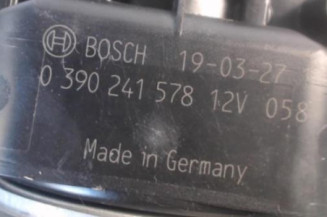 BOSCH 19-03-27
0 390 241 578 12V 058
Made in Germany